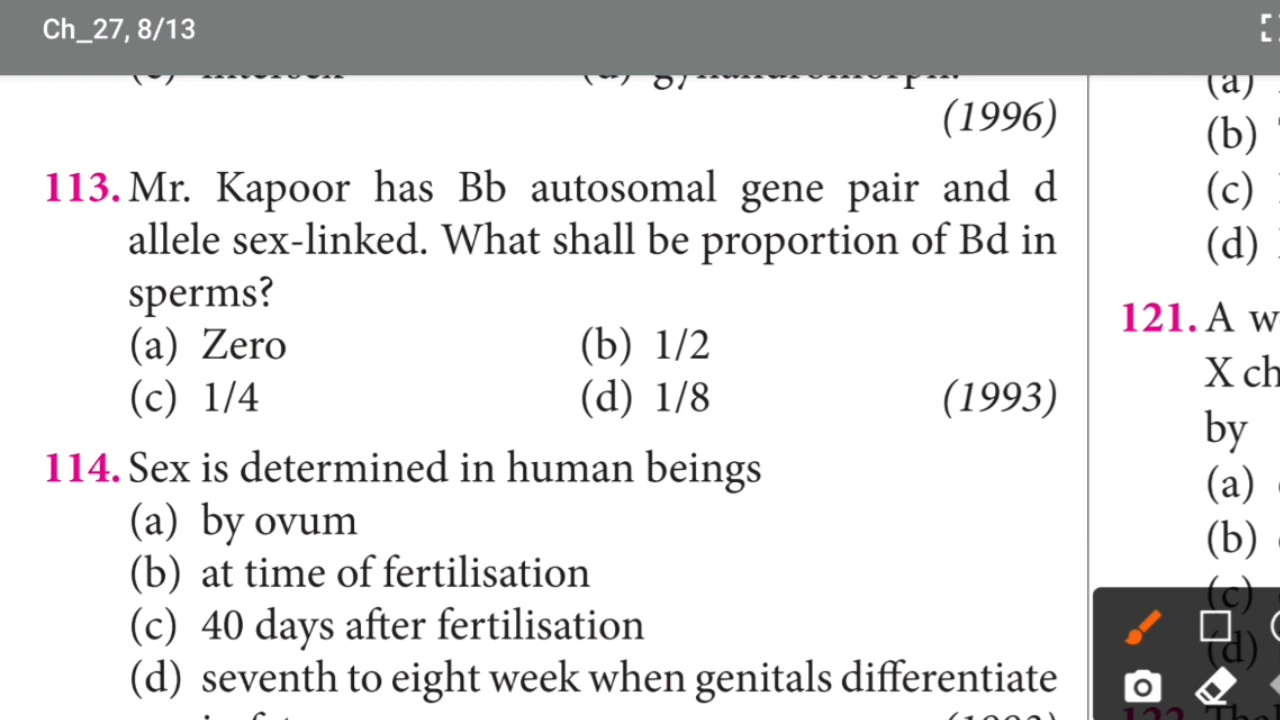 Ch_27, 8/13
(1996)
113. Mr. Kapoor has Bb autosomal gene pair and d
allele sex-linked. What shall be proportion of Bd in
sperms?
(a) Zero (b) 1/2
(c) 1/4 (d) 1/8 (1993)
114. Sex is determined in human beings
(a) by ovum
(b) at time of fertilisation
(c) 40 days after fertilisation
(d) seventh to eight week when genitals differentiate
(a)
(b)
(c)
(d)
121. A w
X ch
by
(a)
(b)
(c)
(d)